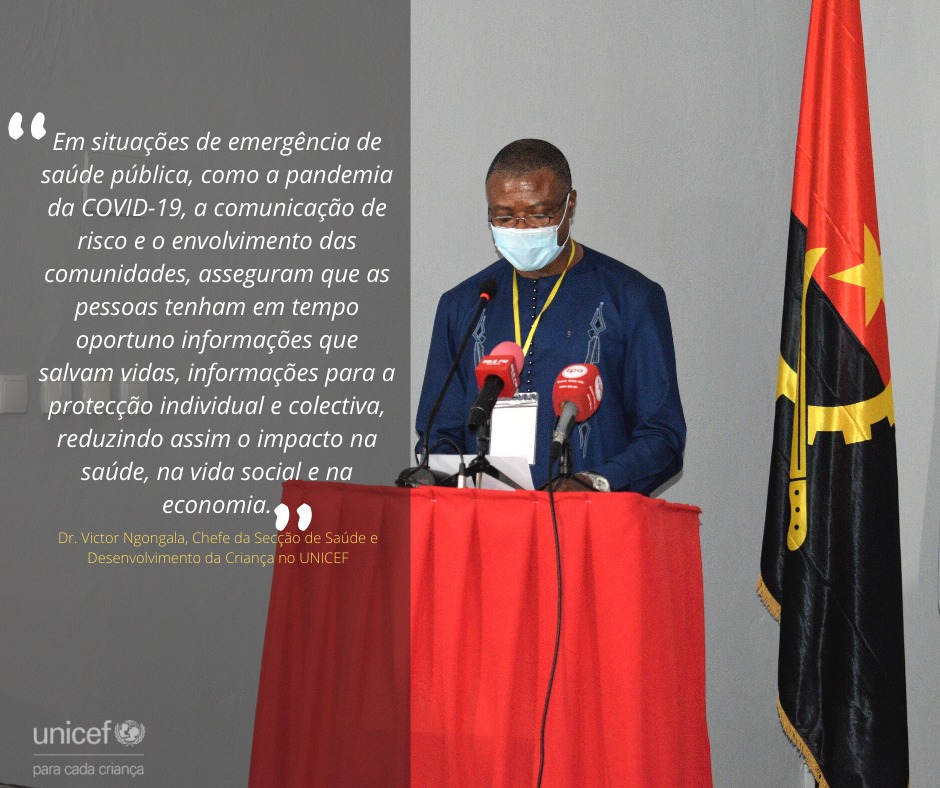 Em situações de emergência de
saúde pública, como a pandemia
da COVID-19, a comunicação de
risco e o envolvimento das
comunidades, asseguram que as
pessoas tenham em tempo
oportuno informações que
salvam vidas, informações para a
protecção individual e colectiva,
reduzindo assim o impacto na
saúde, na vida social e na
economia.
Dr. Victor Ngongala, Chefe da Secção de Saúde e
Desenvolvimento da Criança no UNICEF
tpa
unicef
para cada criança